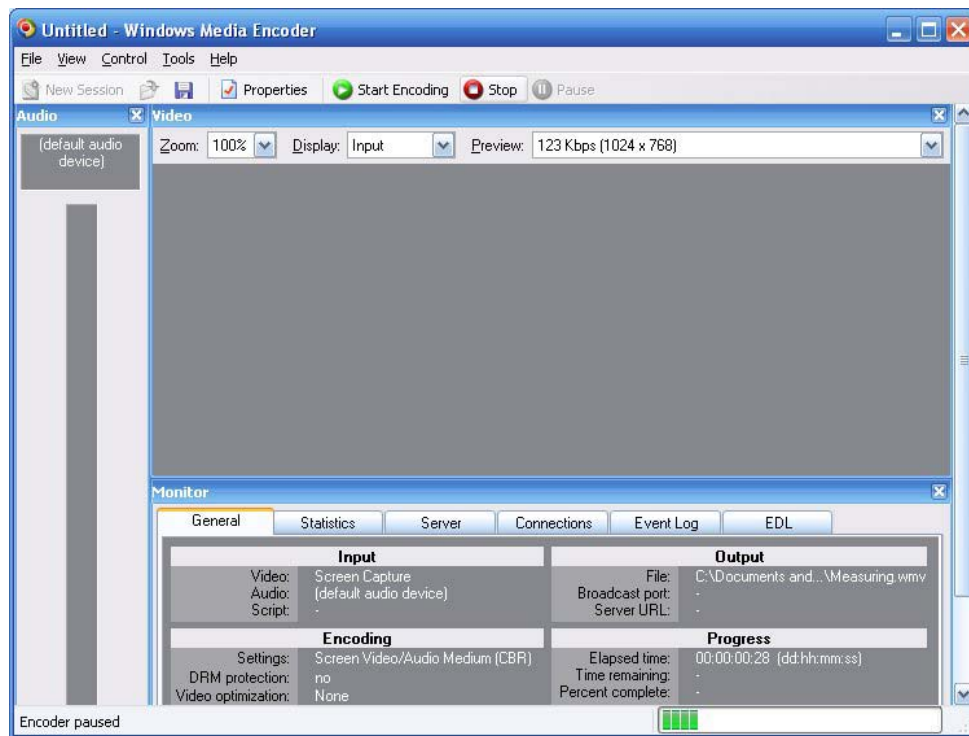 Untitled - Windows Media Encoder
File View Control Tools Help
New Session Properties Start Encoding Stop Pause
Audio
(default audio
device)
Video
Zoom: 100% Display: Input Preview: 123 Kbps (1024 x 768)
Monitor
General Statistics Server Connections Event Log EDL
Input
Video: Screen Capture
Audio: (default audio device)
Script: -
Output
File: C:\Documents and...\Measuring.wmv
Broadcast port: -
Server URL: -
Encoding
Settings: Screen Video/Audio Medium (CBR)
DRM protection: no
Video optimization: None
Progress
Elapsed time: 00:00:00:28 (dd:hh:mm:ss)
Time remaining: -
Percent complete: -
Encoder paused